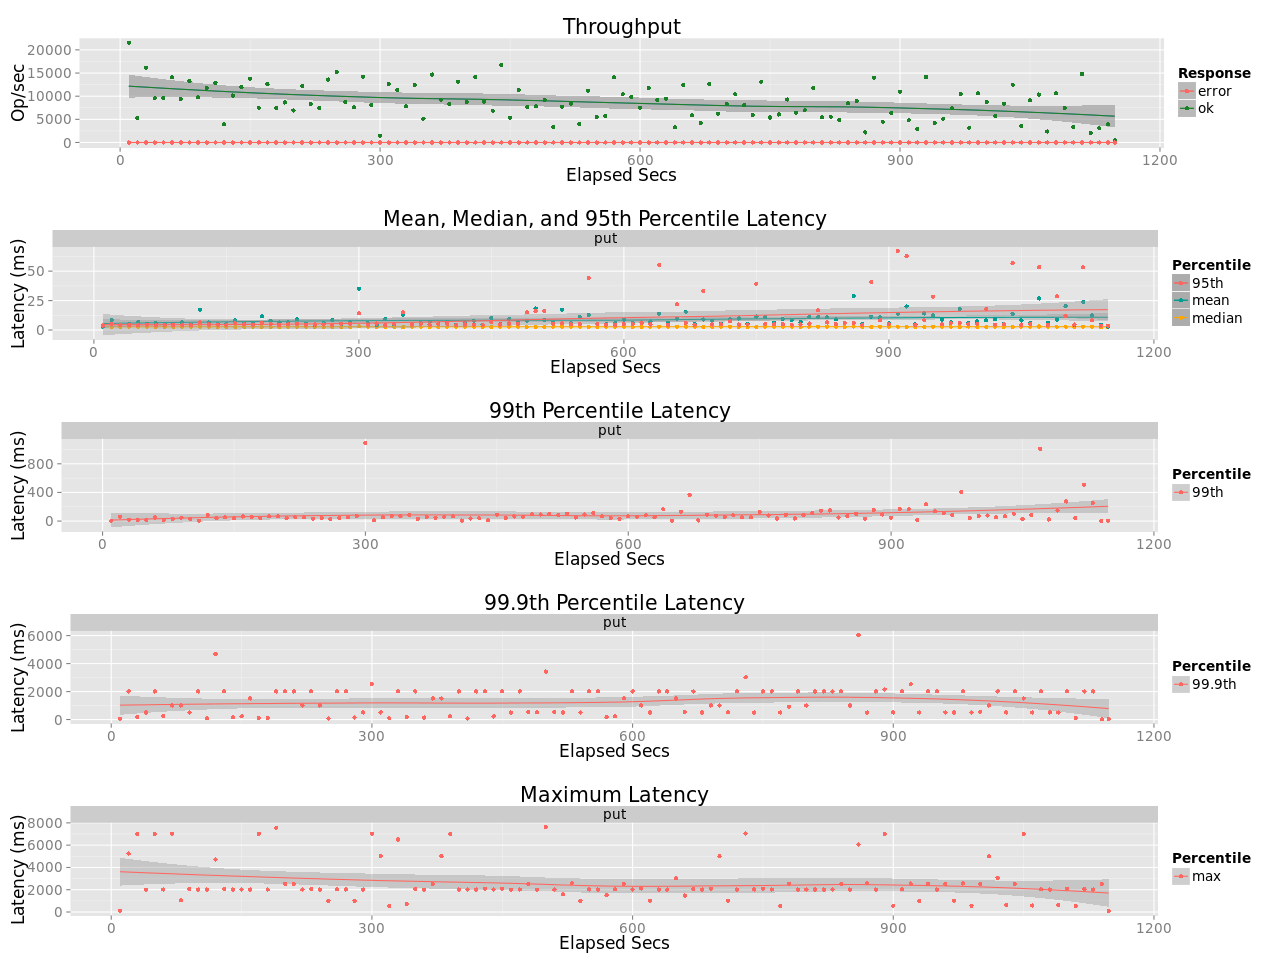 Throughput
Op/sec
20000
15000
10000
5000
0
0 300 600 900 1200
Elapsed Secs
Response
error
ok
Mean, Median, and 95th Percentile Latency
put
Latency (ms)
50
25
0
0 300 600 900 1200
Elapsed Secs
Percentile
95th
mean
median
99th Percentile Latency
put
Latency (ms)
800
400
0
0 300 600 900 1200
Elapsed Secs
Percentile
99th
99.9th Percentile Latency
put
Latency (ms)
6000
4000
2000
0
0 300 600 900 1200
Elapsed Secs
Percentile
99.9th
Maximum Latency
put
Latency (ms)
8000
6000
4000
2000
0
0 300 600 900 1200
Elapsed Secs
Percentile
max